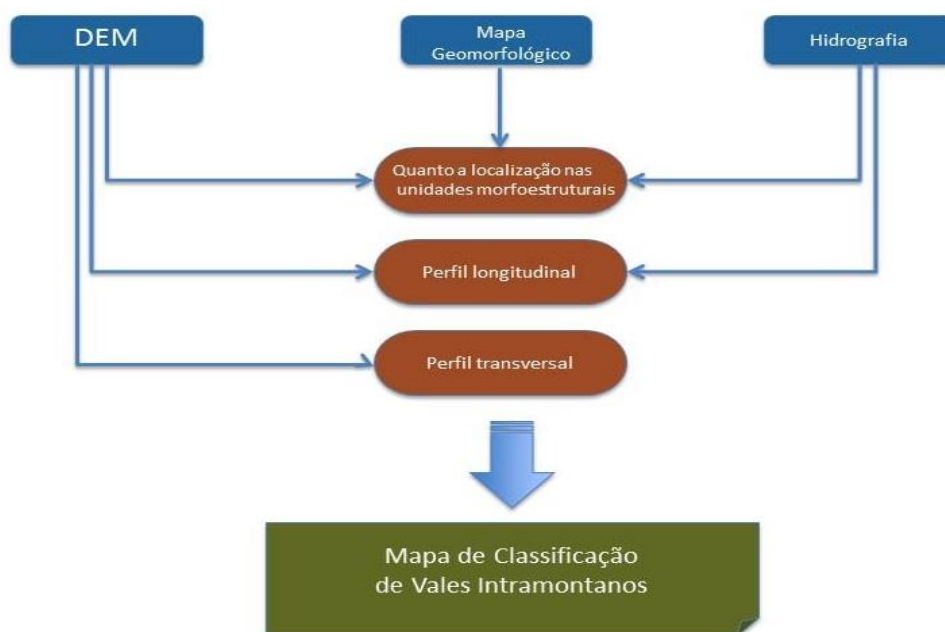 DEM
Mapa
Geomorfológico
Hidrografia
Quanto a localização nas
unidades morfoestruturais
Perfil longitudinal
Perfil transversal
Mapa de Classificação
de Vales Intramontanos